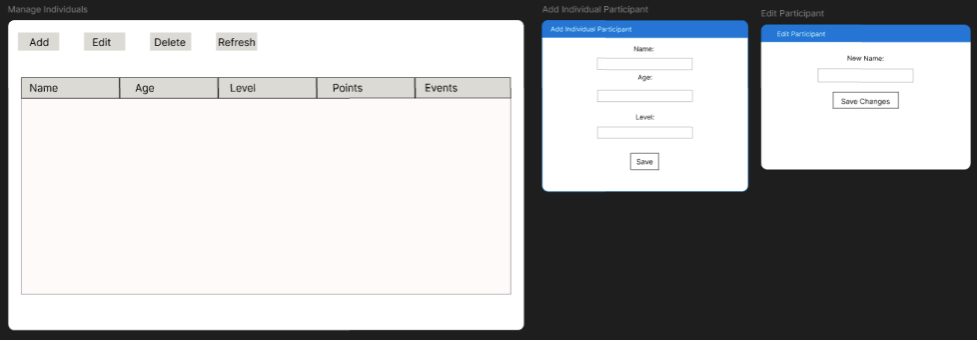 Manage Individuals
Add Edit Delete Refresh
Name Age Level Points Events
Add Individual Participant
Add Individual Participant
Name:
Age:
Level:
Save
Edit Participant
Edit Participant
New Name:
Save Changes